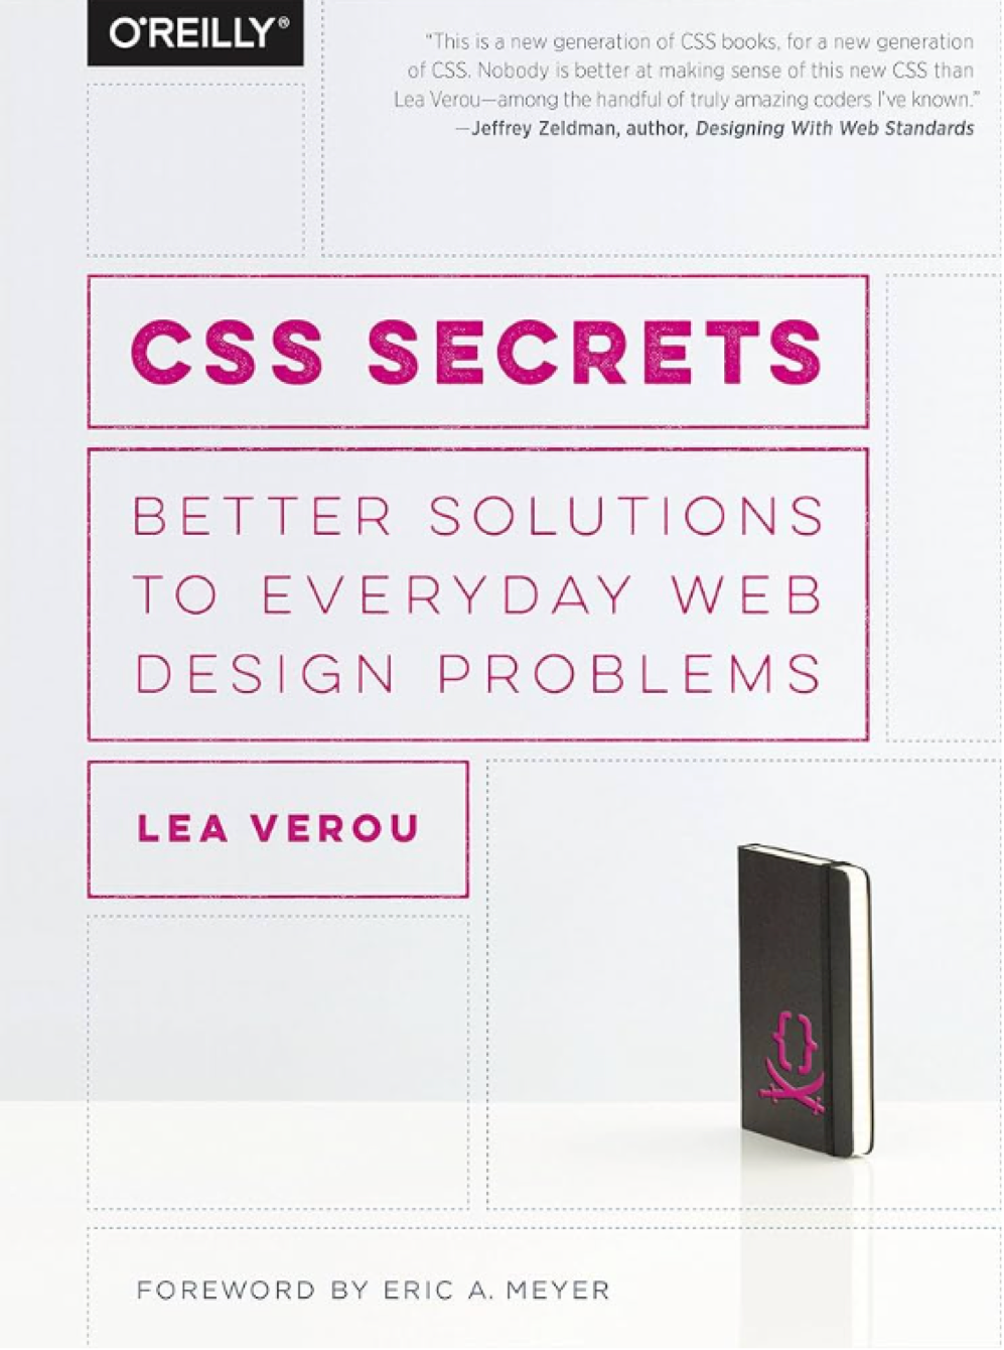 O'REILLY®
"This is a new generation of CSS books, for a new generation
of CSS. Nobody is better at making sense of this new CSS than
Lea Verou—among the handful of truly amazing coders I've known."
—Jeffrey Zeldman, author, Designing With Web Standards
CSS SECRETS
BETTER SOLUTIONS
TO EVERYDAY WEB
DESIGN PROBLEMS
LEA VEROU
FOREWORD BY ERIC A. MEYER